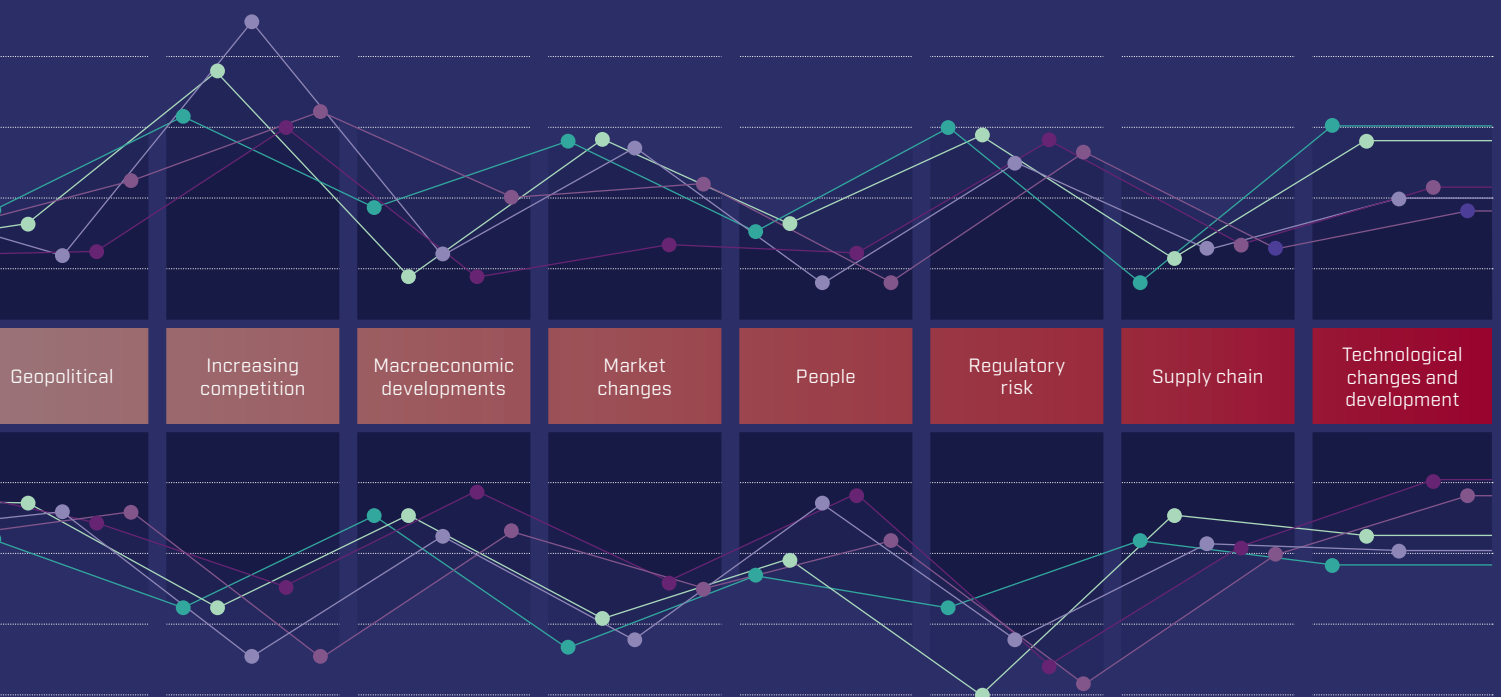 Geopolitical
Increasing
competition
Macroeconomic
developments
Market
changes
People
Regulatory
risk
Supply chain
Technological
changes and
development